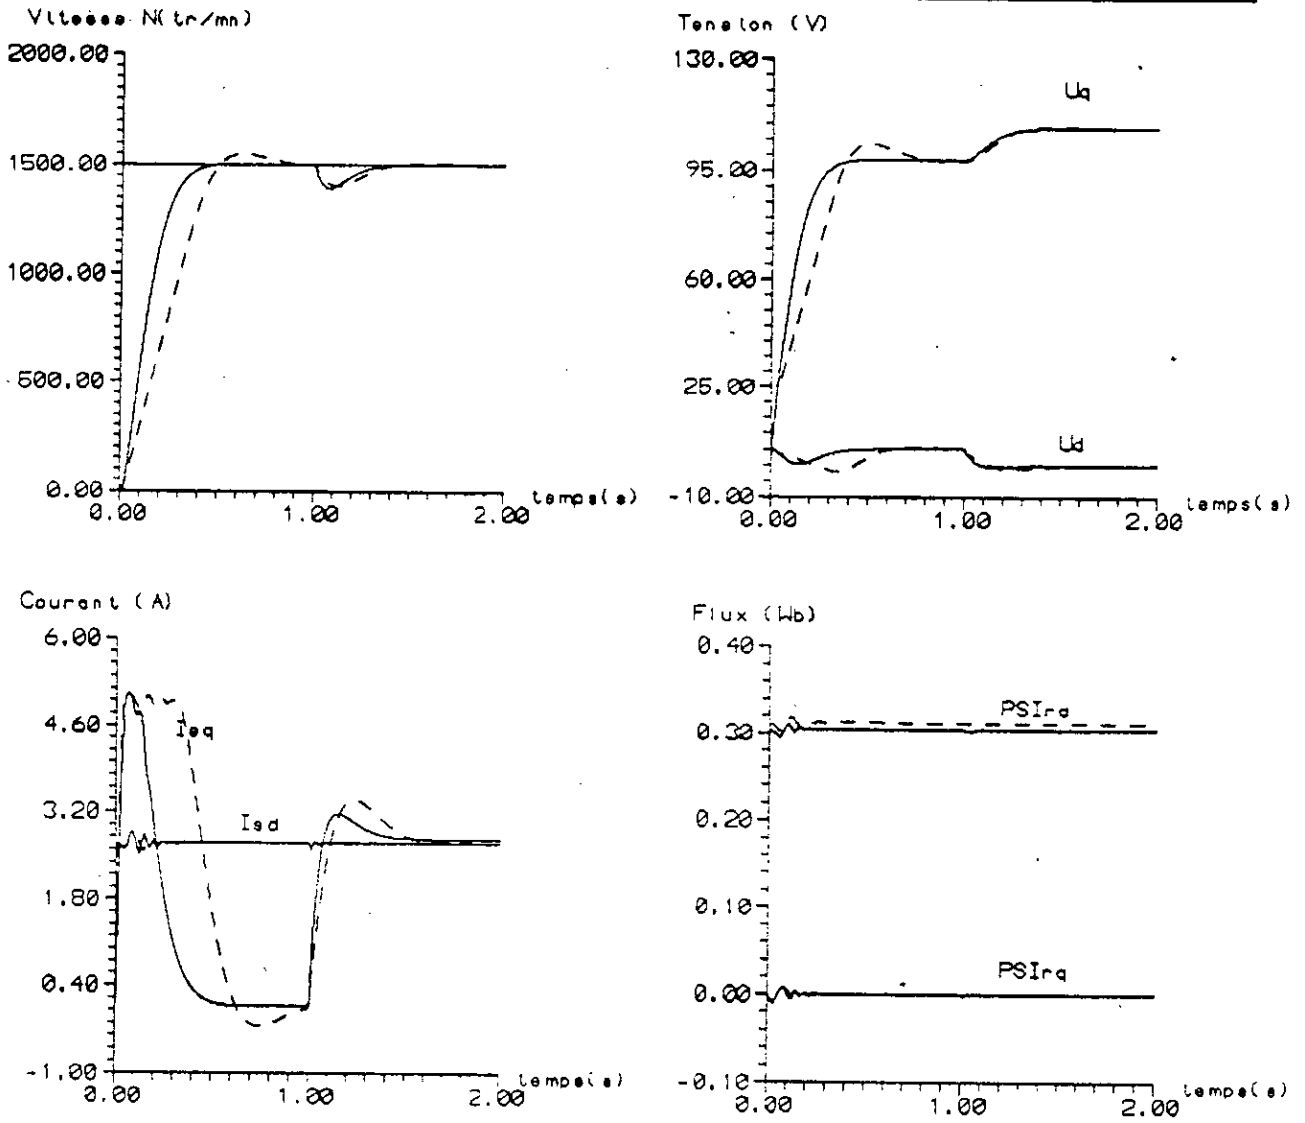 Vitesse N(tr/mn)
2000.00
1500.00
1000.00
500.00
0.00
0.00
1.00
2.00
temps(s)
Tension (V)
130.00
95.00
60.00
25.00
-10.00
Uq
Ud
0.00
1.00
2.00
temps(s)
Courant (A)
6.00
4.60
3.20
1.80
0.40
-1.00
Isq
Isd
0.00
1.00
2.00
temps(s)
Flux (Wb)
0.40
0.30
0.20
0.10
0.00
-0.10
PSIrd
PSIrq
0.00
1.00
2.00
temps(s)